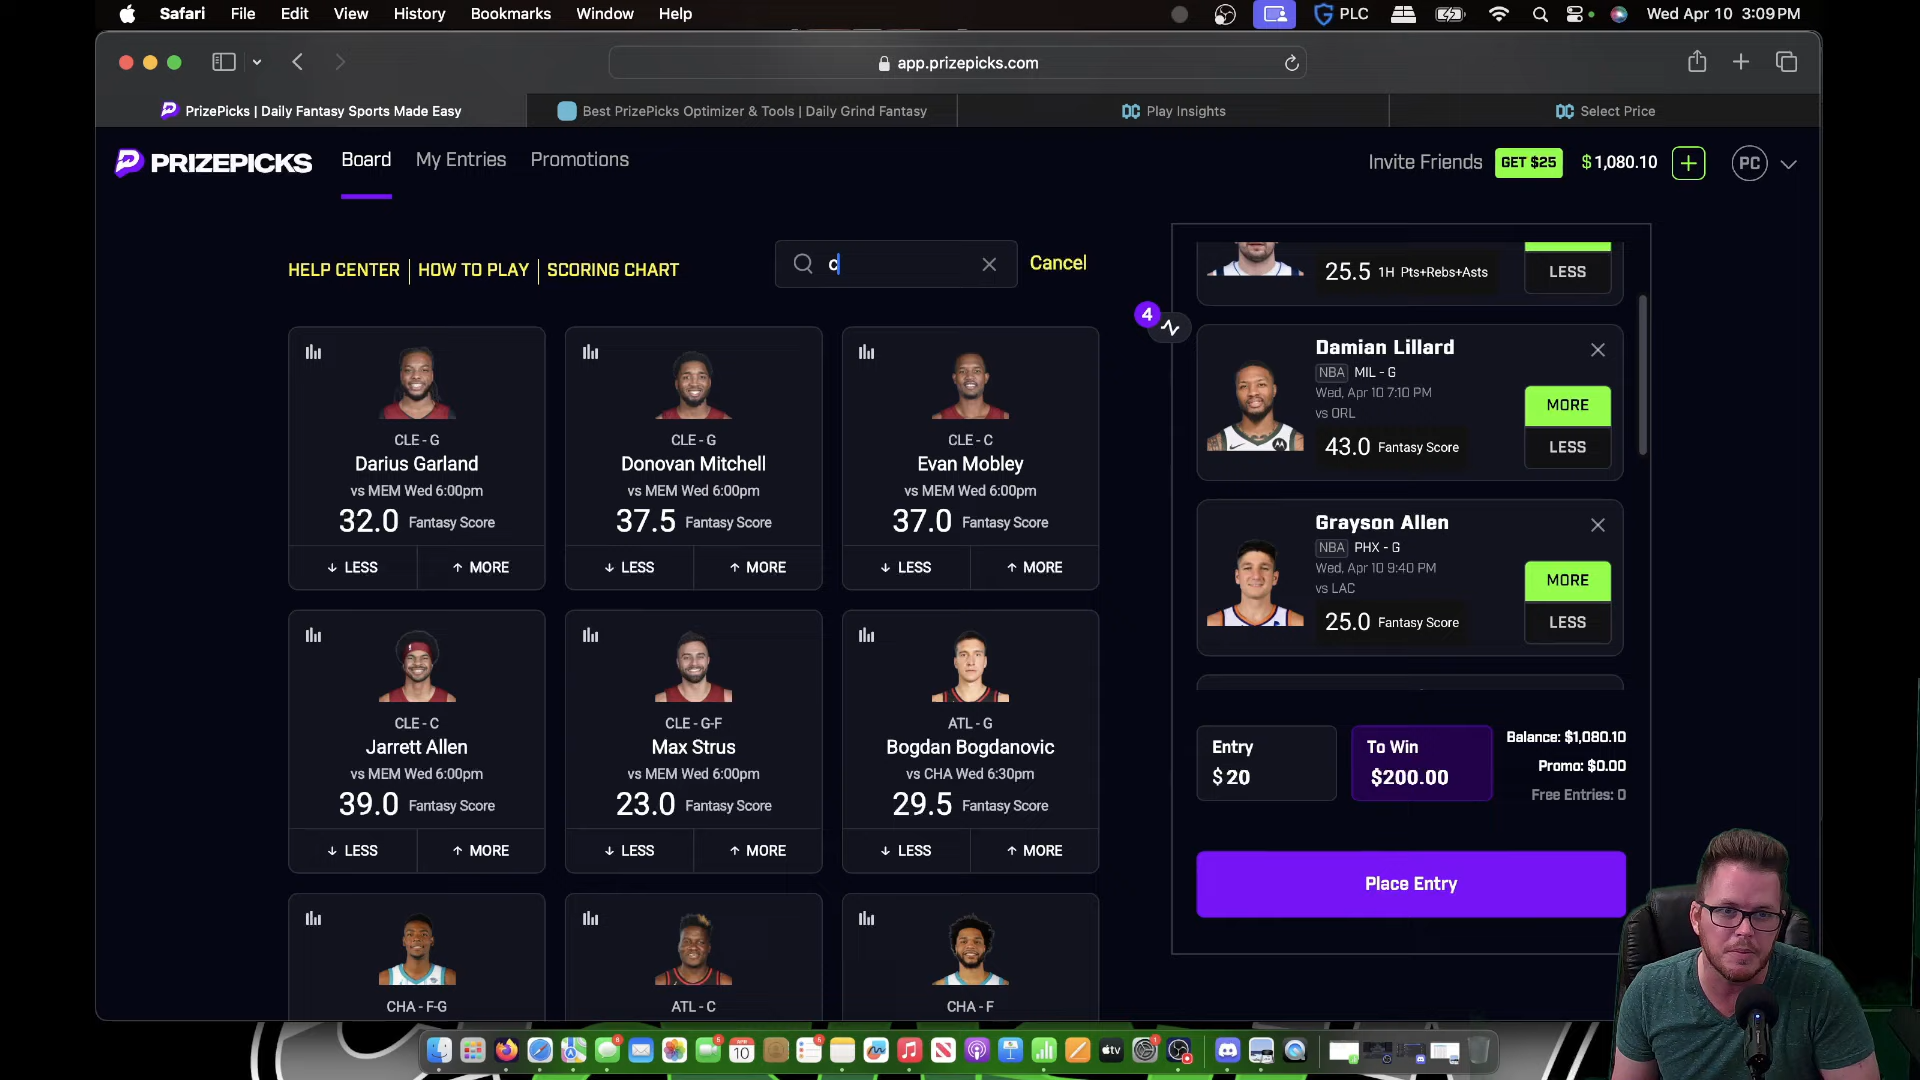 Safari File Edit View History Bookmarks Window Help PLC Wed Apr 10 3:09 PM
app.prizepicks.com
PrizePicks | Daily Fantasy Sports Made Easy
Best PrizePicks Optimizer & Tools | Daily Grind Fantasy
Play Insights
Select Price
PRIZEPICKS Board My Entries Promotions
Invite Friends GET $25 $ 1,080.10 PC
HELP CENTER HOW TO PLAY SCORING CHART
c
Cancel
CLE - G
Darius Garland
vs MEM Wed 6:00pm
32.0 Fantasy Score
LESS MORE
CLE - G
Donovan Mitchell
vs MEM Wed 6:00pm
37.5 Fantasy Score
LESS MORE
CLE - C
Evan Mobley
vs MEM Wed 6:00pm
37.0 Fantasy Score
LESS MORE
CLE - C
Jarrett Allen
vs MEM Wed 6:00pm
39.0 Fantasy Score
LESS MORE
CLE - G-F
Max Strus
vs MEM Wed 6:00pm
23.0 Fantasy Score
LESS MORE
ATL - G
Bogdan Bogdanovic
vs CHA Wed 6:30pm
29.5 Fantasy Score
LESS MORE
CHA - F-G
ATL - C
CHA - F
4
25.5 1H Pts+Rebs+Asts
LESS
Damian Lillard
NBA MIL - G
Wed, Apr 10 7:10 PM
vs ORL
43.0 Fantasy Score
MORE
LESS
Grayson Allen
NBA PHX - G
Wed, Apr 10 9:40 PM
vs LAC
25.0 Fantasy Score
MORE
LESS
Entry
$ 20
To Win
$200.00
Balance: $1,080.10
Promo: $0.00
Free Entries: 0
Place Entry